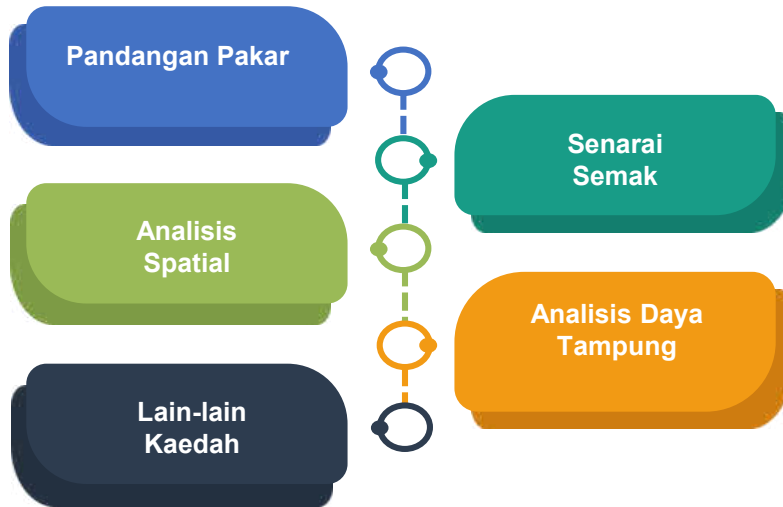 Pandangan Pakar
Senarai
Semak
Analisis
Spatial
Analisis Daya
Tampung
Lain-lain
Kaedah